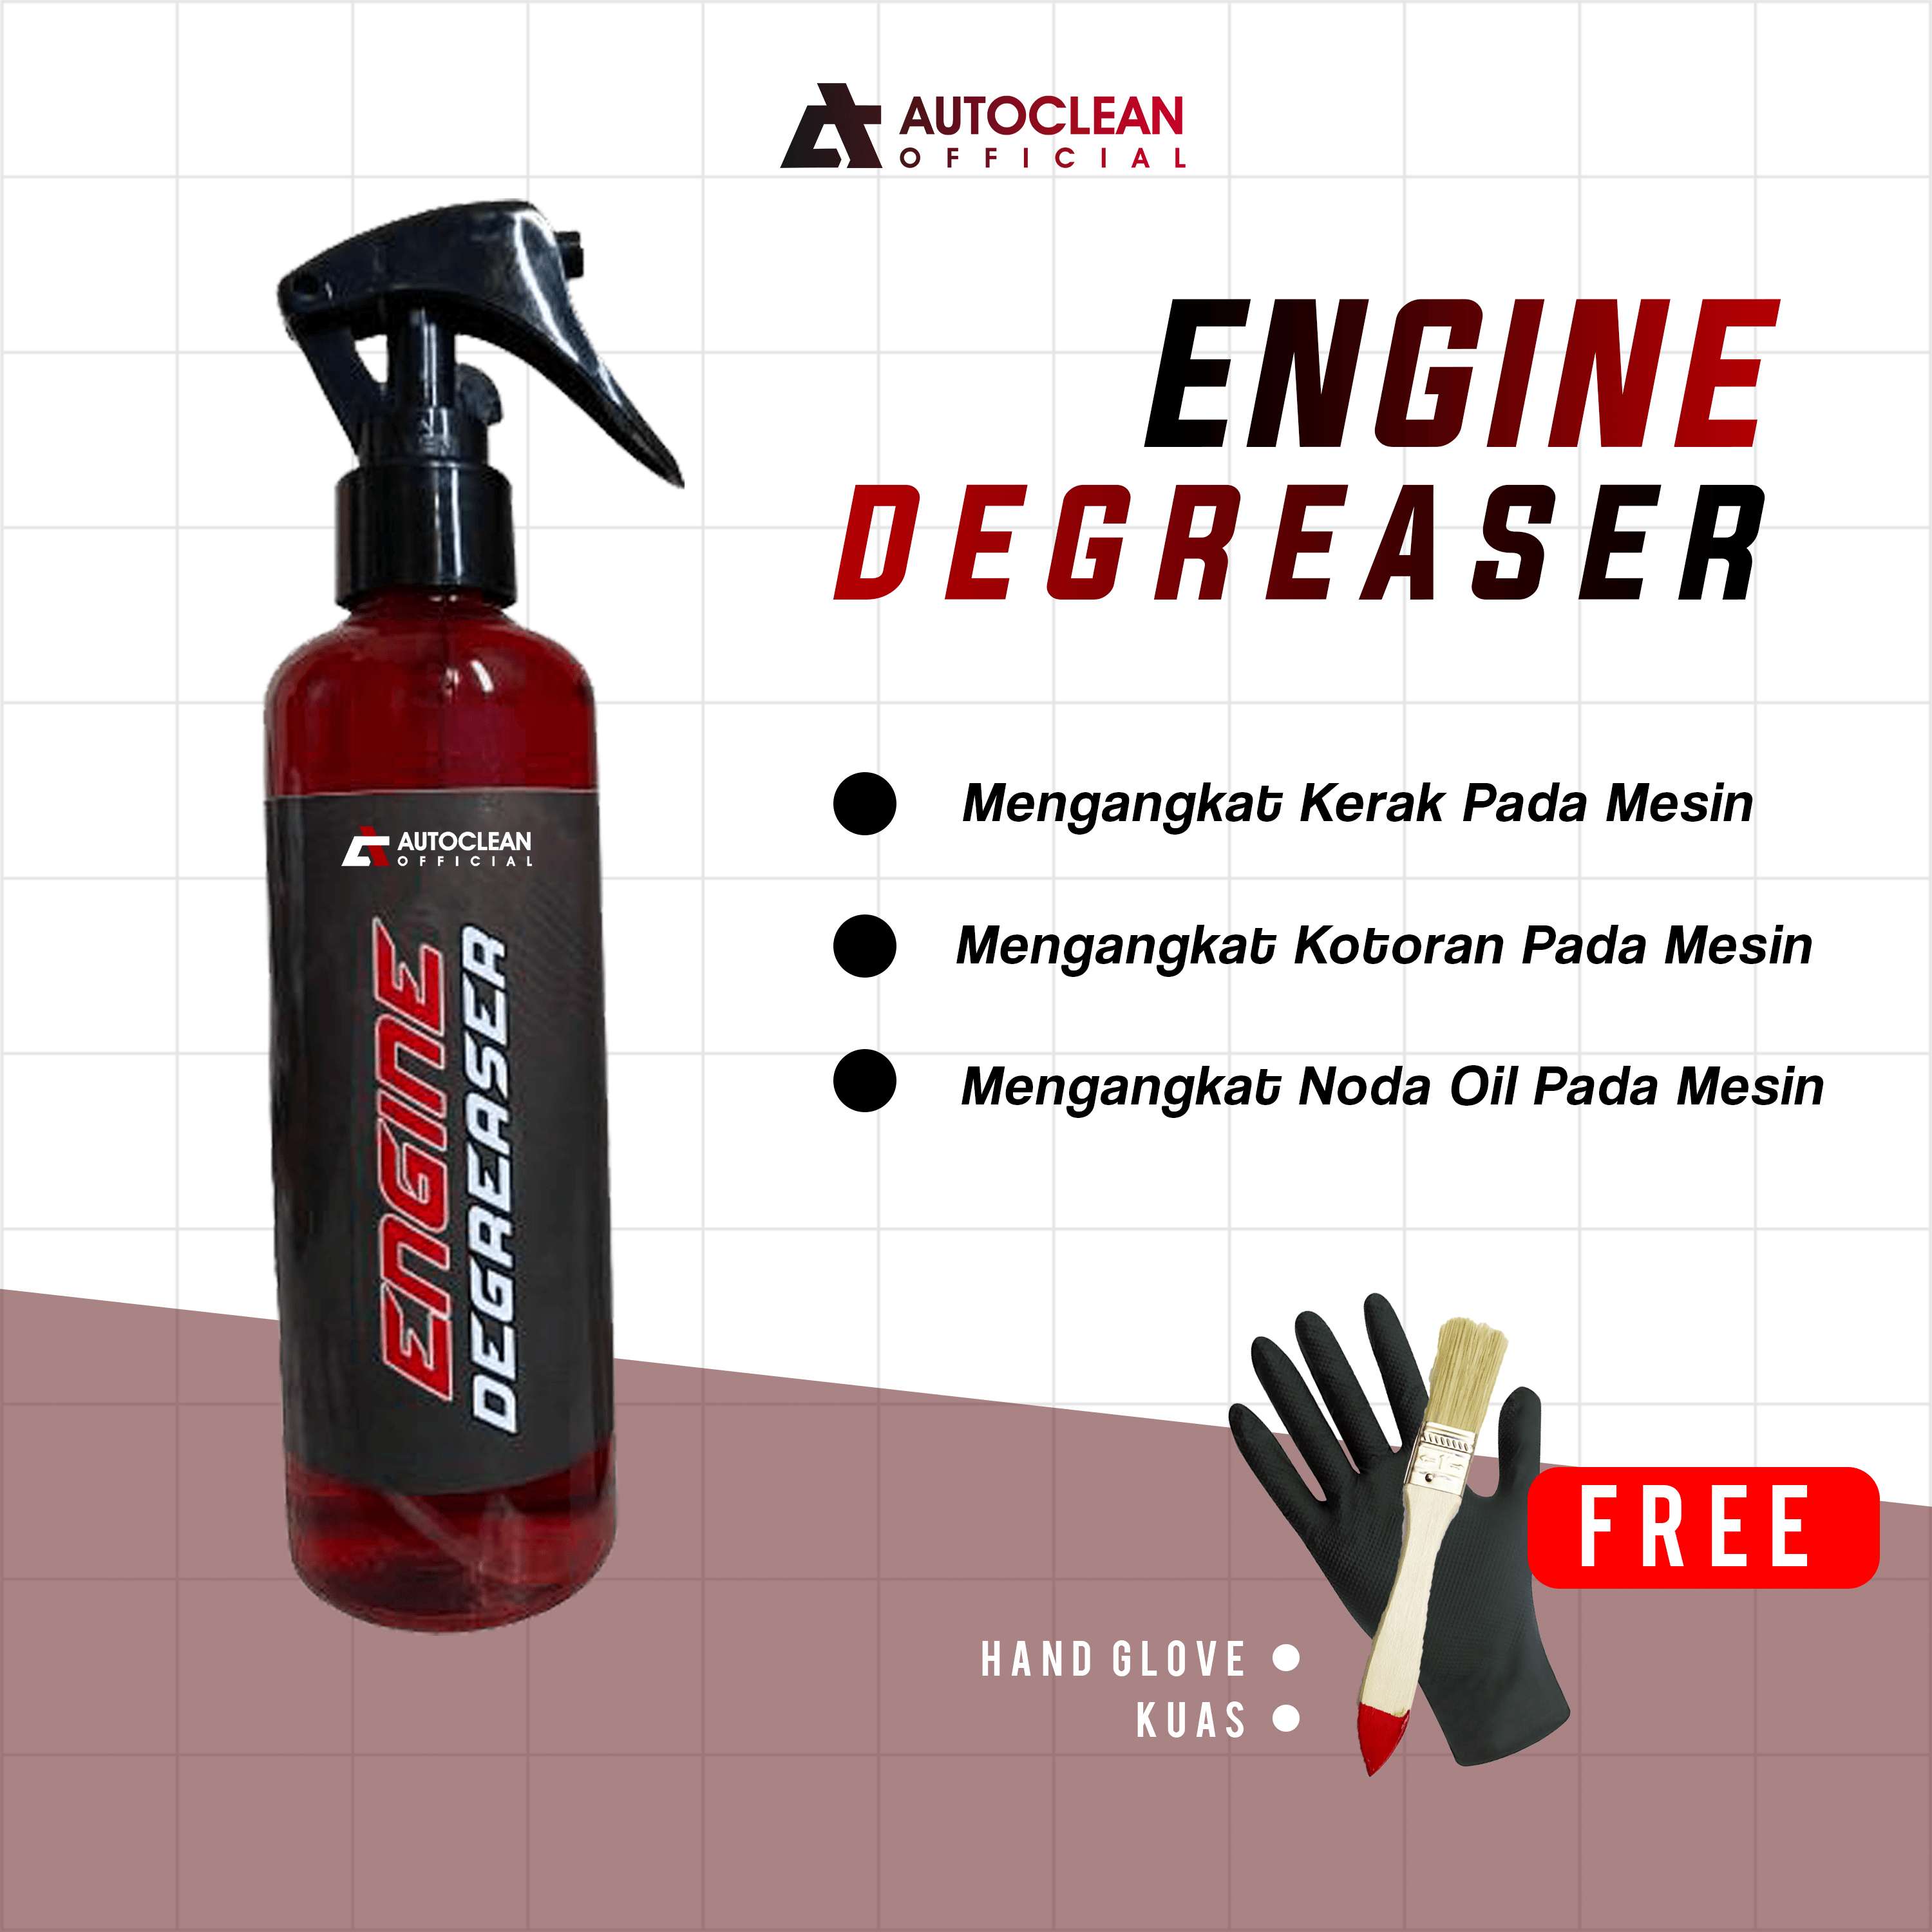 AUTOCLEAN
OFFICIAL
ENGINE
DEGREASER
Mengangkat Kerak Pada Mesin
Mengangkat Kotoran Pada Mesin
Mengangkat Noda Oil Pada Mesin
AUTOCLEAN
OFFICIAL
ENGINE
DEGREASER
FREE
HAND GLOVE
KUAS